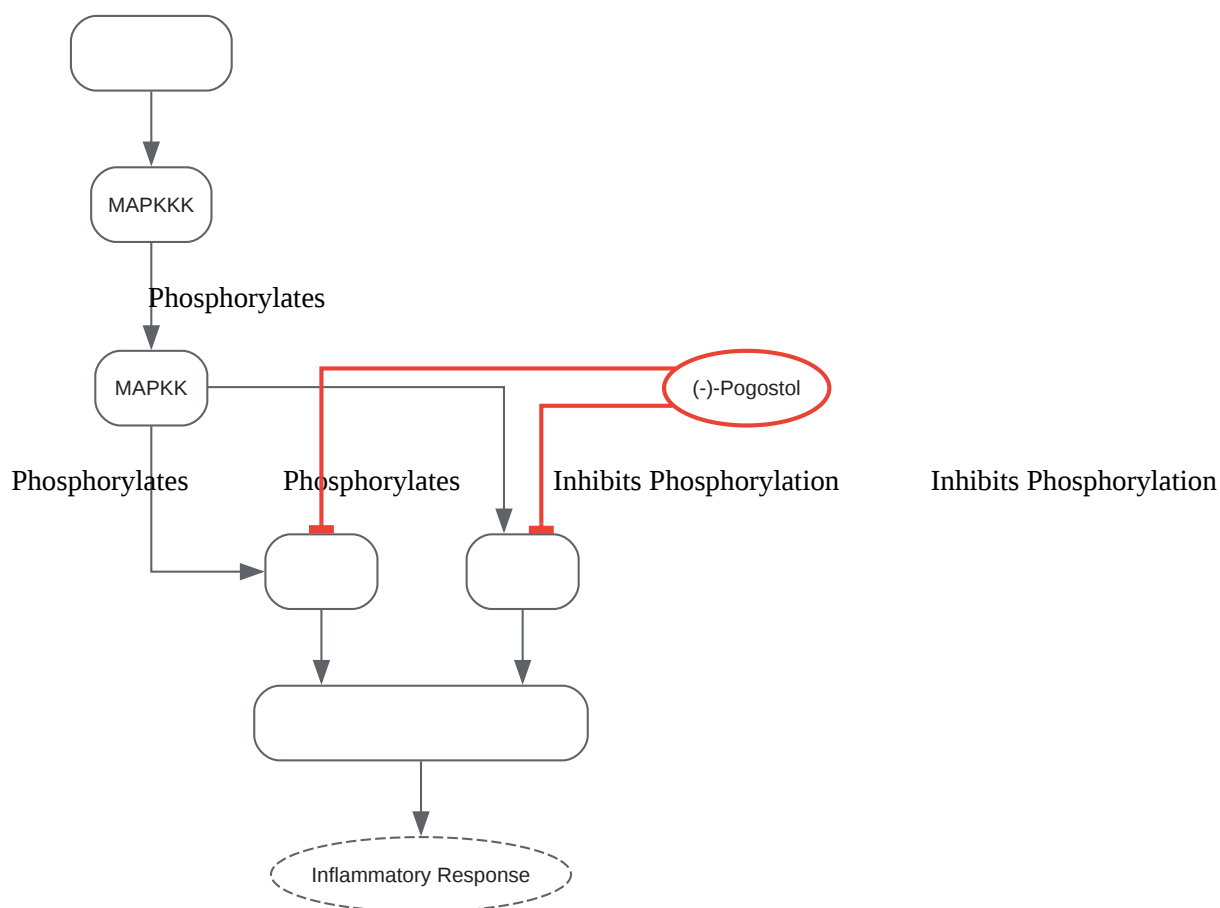 MAPKKK
Phosphorylates
MAPKK
(-)-Pogostol
Phosphorylates
Phosphorylates
Inhibits Phosphorylation
Inhibits Phosphorylation
Inflammatory Response